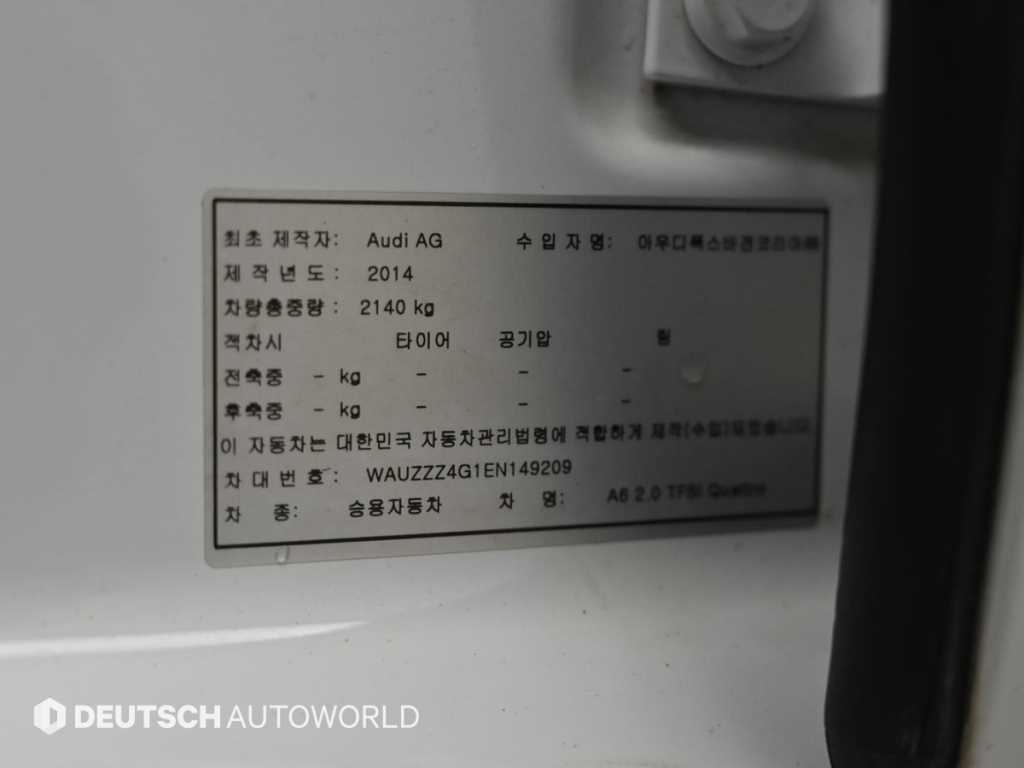 최초 제작자: Audi AG 수 입 자 명: 아우디폭스바겐코리아㈜
제 작 년 도 : 2014
차량총중량 : 2140 kg
적차시 타이어 공기압 림
전축중 - kg - - -
후축중 - kg - - -
이 자동차는 대한민국 자동차관리법령에 적합하게 제작(수입)되었습니다.
차 대 번 호 : WAUZZZ4G1EN149209
차 종: 승용자동차 차 명: A6 2.0 TFSI Quattro
DEUTSCH AUTOWORLD